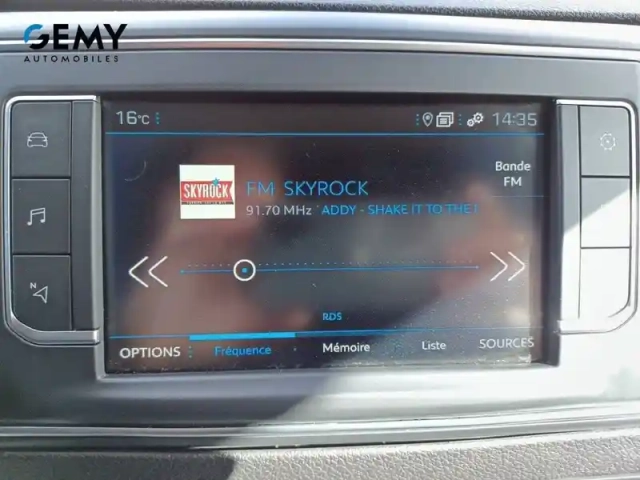 GEMY
AUTOMOBILES
16°C
14:35
SKYROCK
FM SKYROCK
Bande
FM
91.70 MHz ADDY - SHAKE IT TO THE
N
RDS
OPTIONS Fréquence Mémoire Liste SOURCES